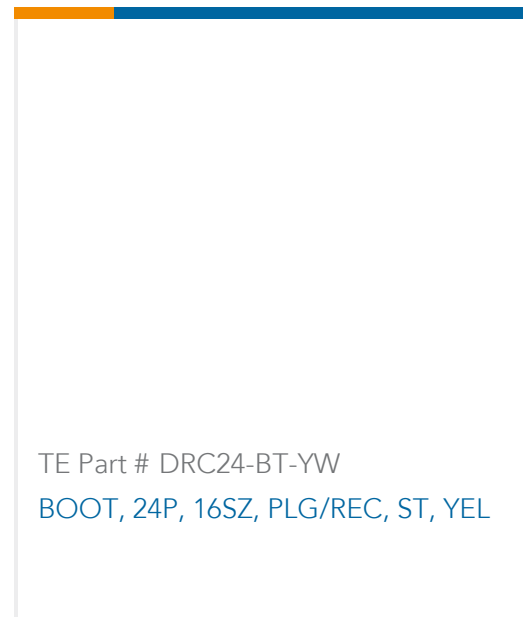 TE Part # DRC24-BT-YW
BOOT, 24P, 16SZ, PLG/REC, ST, YEL